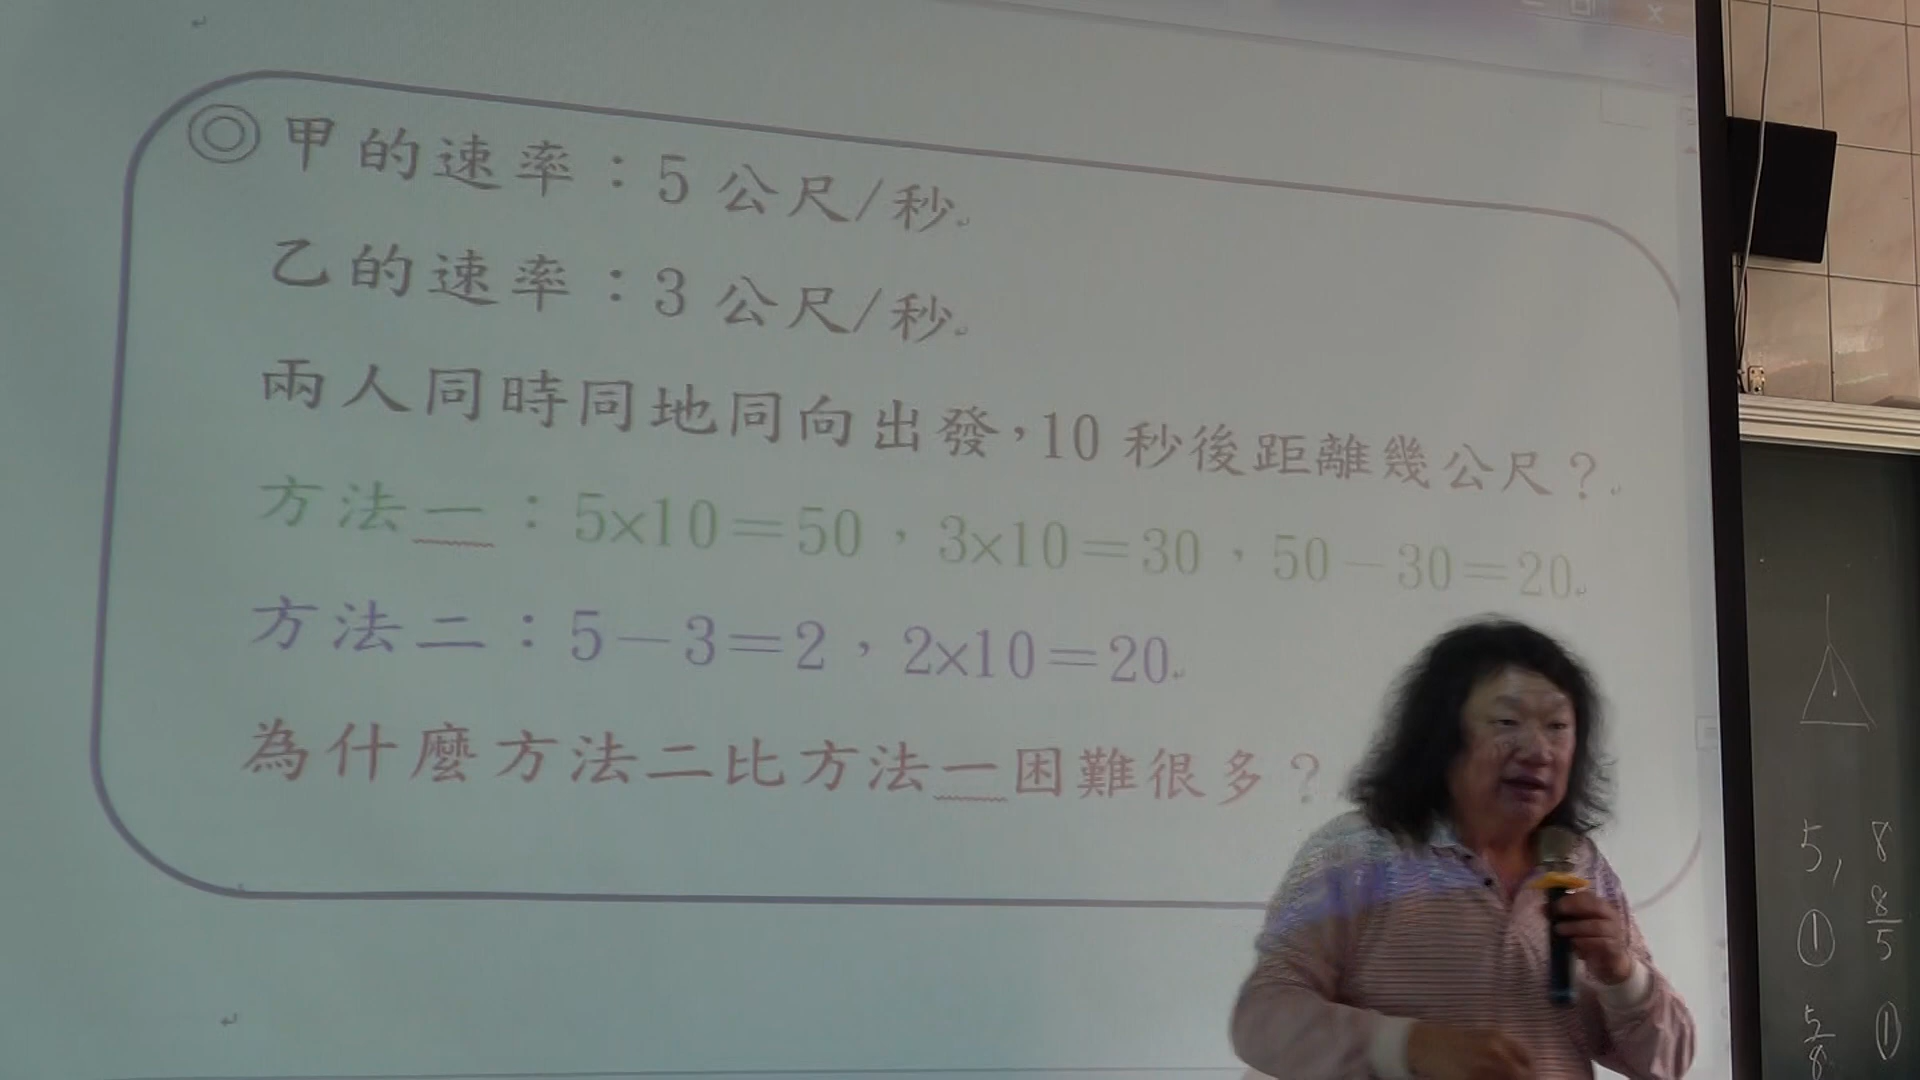 ◎甲的速率：5 公尺/秒
乙的速率：3 公尺/秒
兩人同時同地同向出發，10 秒後距離幾公尺？
方法一：5×10＝50，3×10＝30，50－30＝20
方法二：5－3＝2，2×10＝20
為什麼方法二比方法一困難很多？
5, 8
① 8/5
5/8 ①